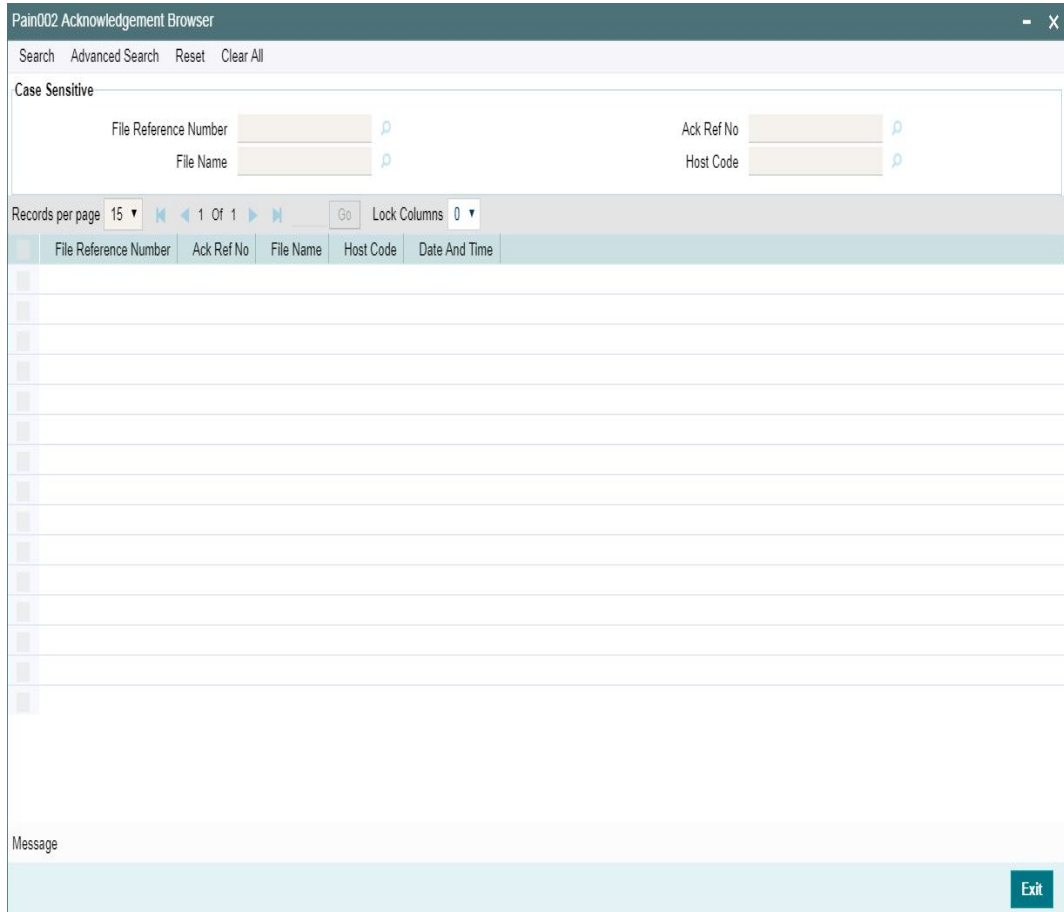 Pain002 Acknowledgement Browser - X
Search Advanced Search Reset Clear All
Case Sensitive
File Reference Number Ack Ref No
File Name Host Code
Records per page 15 1 Of 1 Go Lock Columns 0
File Reference Number Ack Ref No File Name Host Code Date And Time
Message
Exit